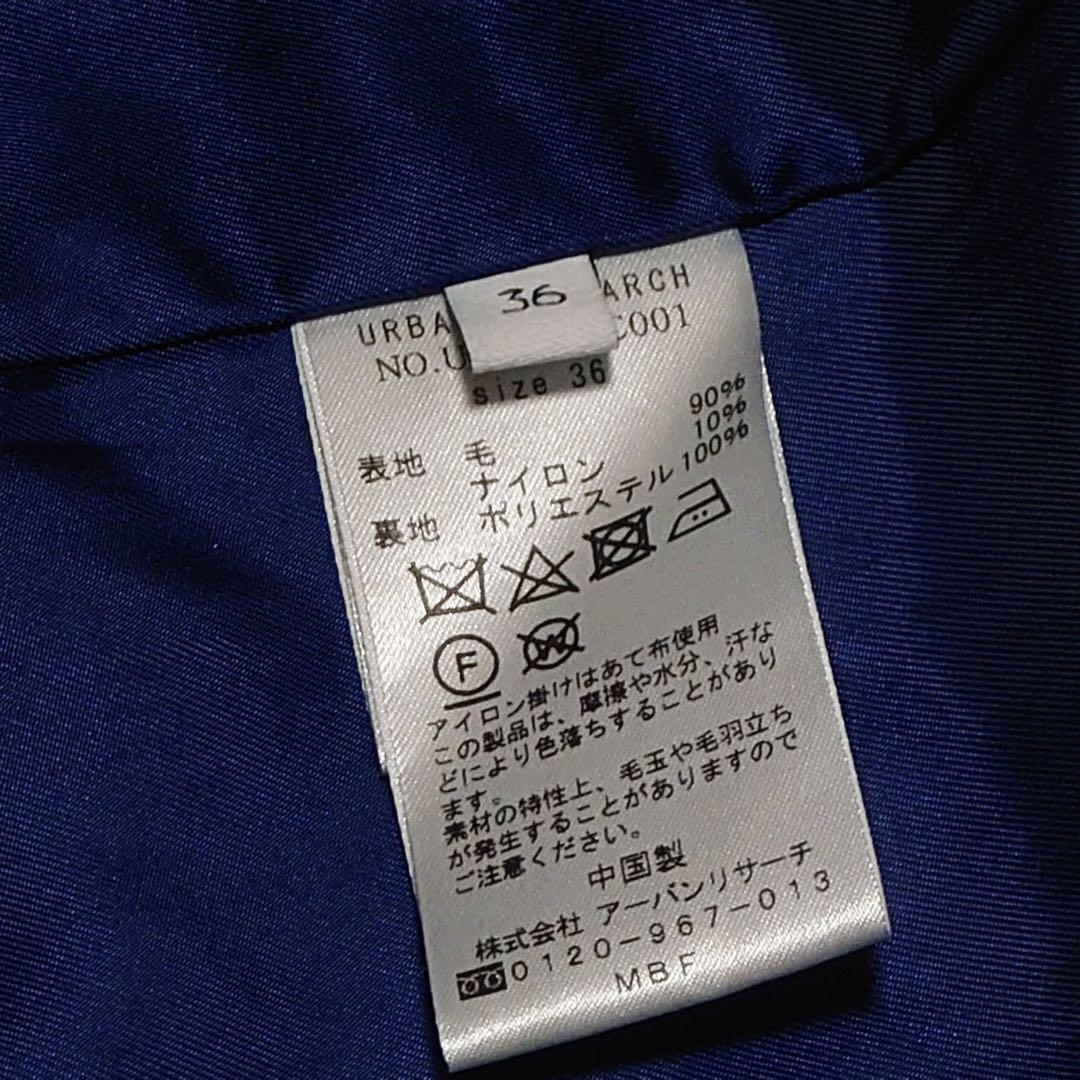 36
URBA ARCH
NO.U C001
size 36
表地 毛 90%
ナイロン 10%
裏地 ポリエステル 100%
F W
アイロン掛けはあて布使用
この製品は、摩擦や水分、汗な
どにより色落ちすることがあり
ます。
素材の特性上、毛玉や毛羽立ち
が発生することがありますので
ご注意ください。
中国製
株式会社 アーバンリサーチ
0120-967-013
MBF